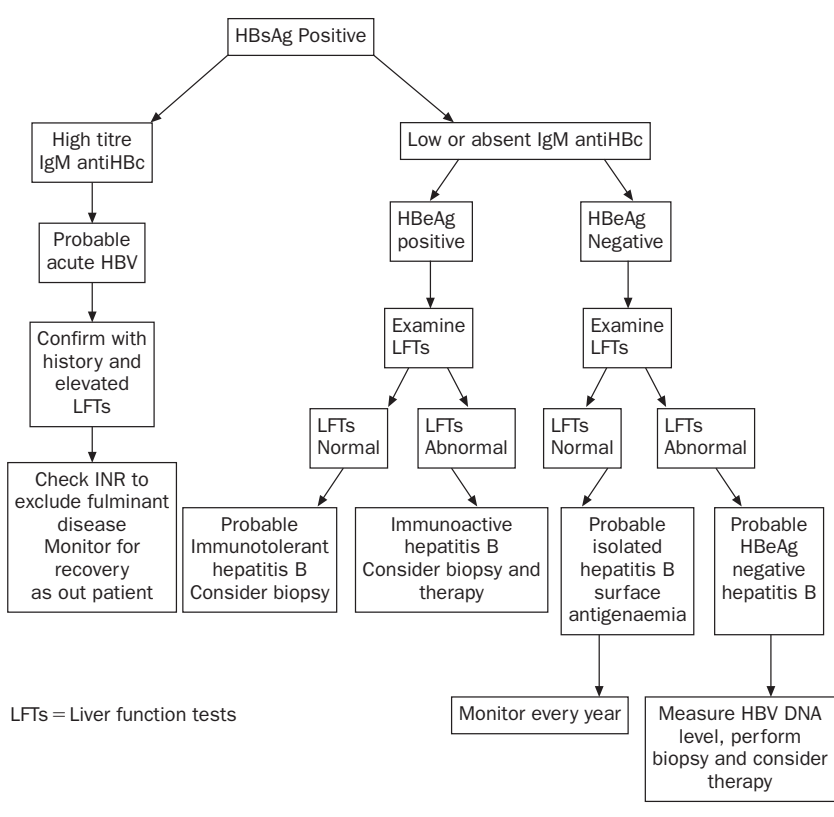 HBsAg Positive
High titre
IgM antiHBc
Low or absent IgM antiHBc
Probable
acute HBV
HBeAg
positive
HBeAg
Negative
Confirm with
history and
elevated
LFTs
Examine
LFTs
Examine
LFTs
LFTs
Normal
LFTs
Abnormal
LFTs
Normal
LFTs
Abnormal
Check INR to
exclude fulminant
disease
Monitor for
recovery
as out patient
Probable
Immunotolerant
hepatitis B
Consider biopsy
Immunoactive
hepatitis B
Consider biopsy and
therapy
Probable
isolated
hepatitis B
surface
antigenaemia
Probable
HBeAg
negative
hepatitis B
LFTs = Liver function tests
Monitor every year
Measure HBV DNA
level, perform
biopsy and consider
therapy